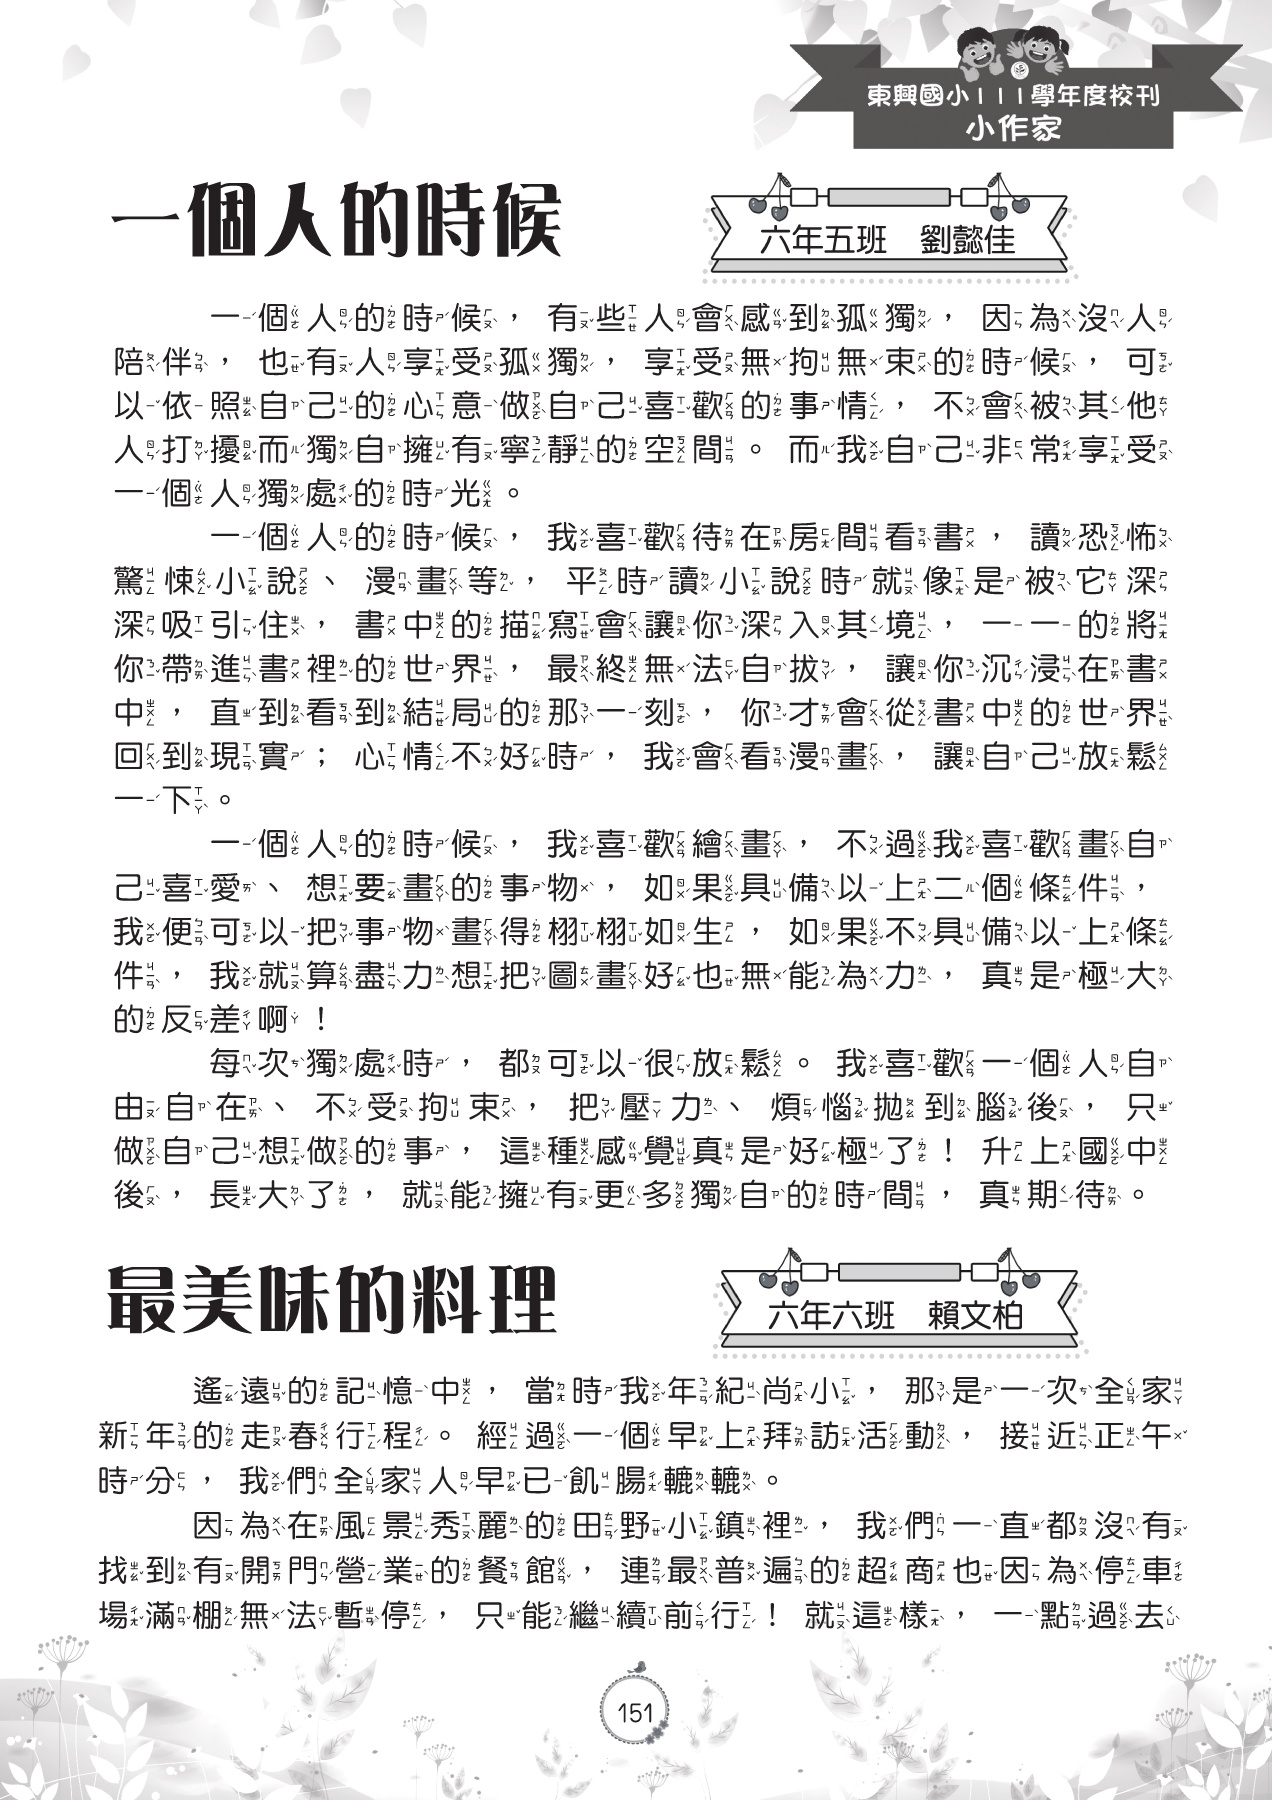 東興國小111學年度校刊
小作家
一個人的時候
六年五班　劉懿佳
一個人的時候，有些人會感到孤獨，因為沒人
陪伴，也有人享受孤獨，享受無拘無束的時候，可
以依照自己的心意做自己喜歡的事情，不會被其他
人打擾而獨自擁有寧靜的空間。而我自己非常享受
一個人獨處的時光。
一個人的時候，我喜歡待在房間看書，讀恐怖
驚悚小說、漫畫等，平時讀小說時就像是被它深
深吸引住，書中的描寫會讓你深入其境，一一的將
你帶進書裡的世界，最終無法自拔，讓你沉浸在書
中，直到看到結局的那一刻，你才會從書中的世界
回到現實；心情不好時，我會看漫畫，讓自己放鬆
一下。
一個人的時候，我喜歡繪畫，不過我喜歡畫自
己喜愛、想要畫的事物，如果具備以上二個條件，
我便可以把事物畫得栩栩如生，如果不具備以上條
件，我就算盡力想把圖畫好也無能為力，真是極大
的反差啊！
每次獨處時，都可以很放鬆。我喜歡一個人自
由自在、不受拘束，把壓力、煩惱拋到腦後，只
做自己想做的事，這種感覺真是好極了！升上國中
後，長大了，就能擁有更多獨自的時間，真期待。
最美味的料理
六年六班　賴文柏
遙遠的記憶中，當時我年紀尚小，那是一次全家
新年的走春行程。經過一個早上拜訪活動，接近正午
時分，我們全家人早已飢腸轆轆。
因為在風景秀麗的田野小鎮裡，我們一直都沒有
找到有開門營業的餐館，連最普遍的超商也因為停車
場滿棚無法暫停，只能繼續前行！就這樣，一點過去
151